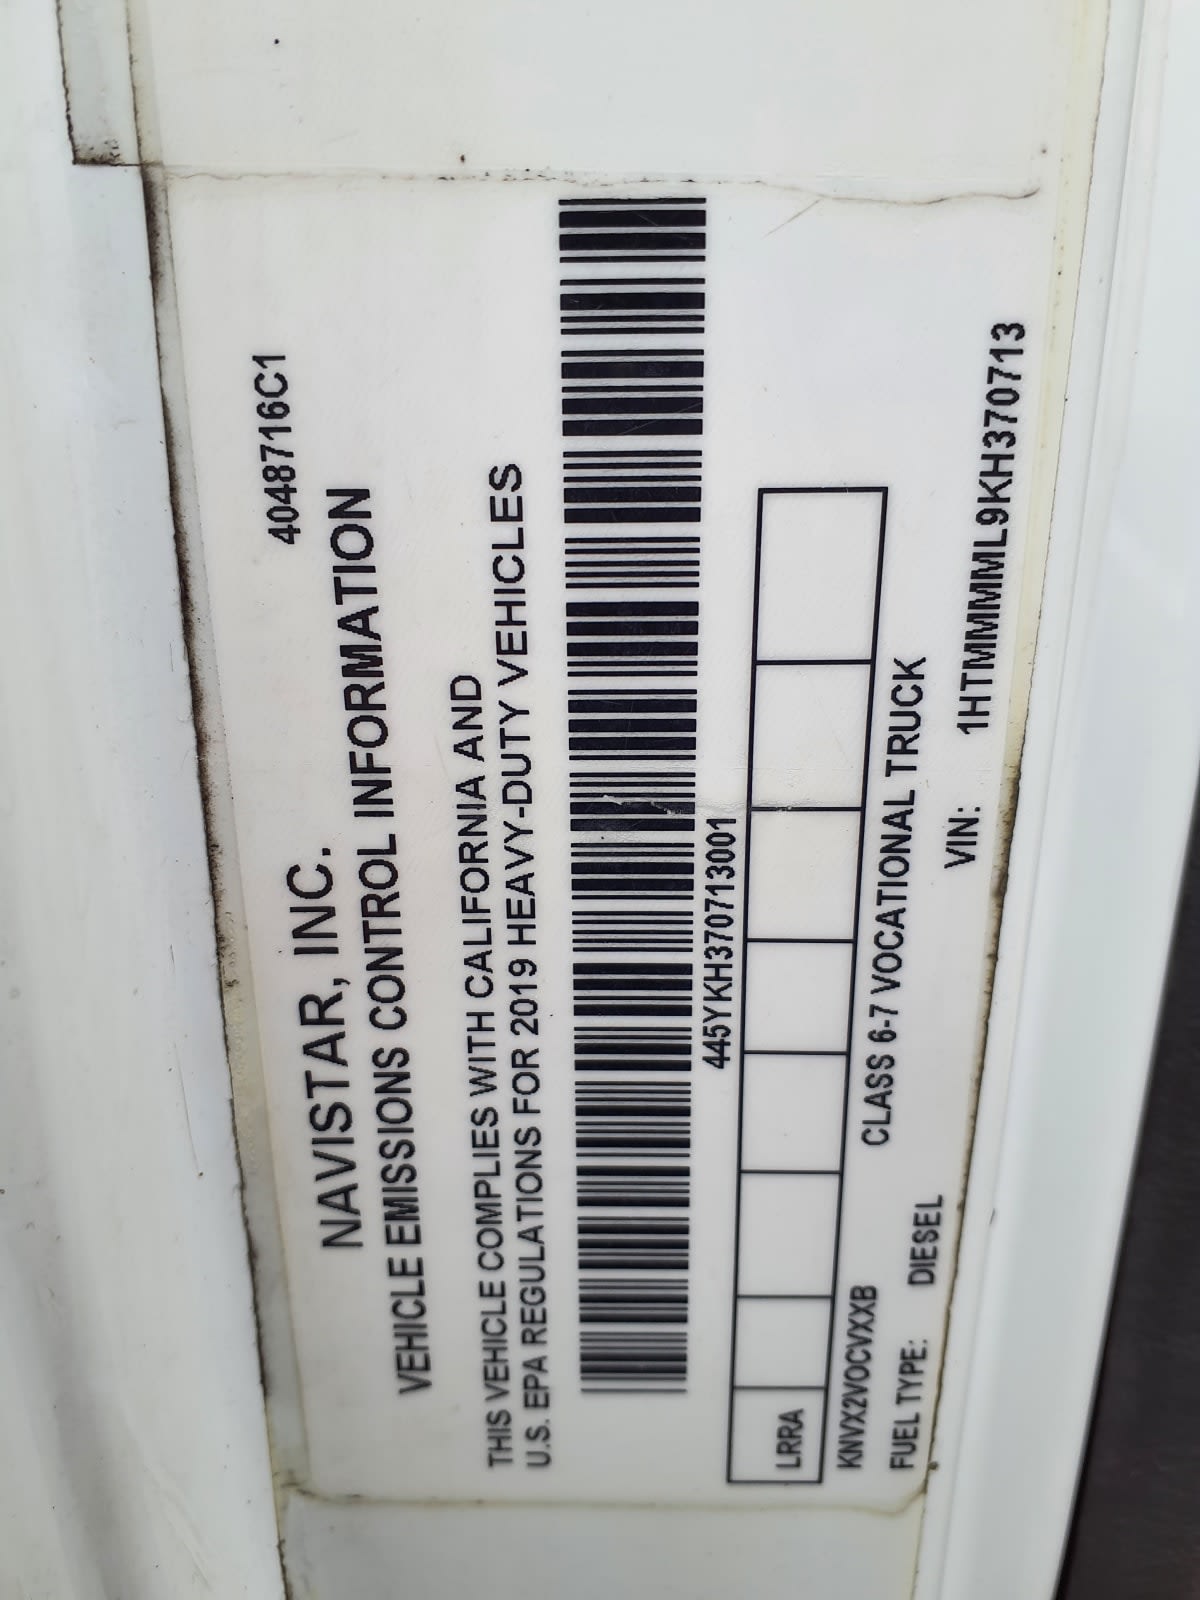 4048716C1
NAVISTAR, INC.
VEHICLE EMISSIONS CONTROL INFORMATION
THIS VEHICLE COMPLIES WITH CALIFORNIA AND
U.S. EPA REGULATIONS FOR 2019 HEAVY-DUTY VEHICLES
445YKH370713001
LRRA
KNVX2VOCVXXB CLASS 6-7 VOCATIONAL TRUCK
FUEL TYPE: DIESEL VIN: 1HTMMMML9KH370713